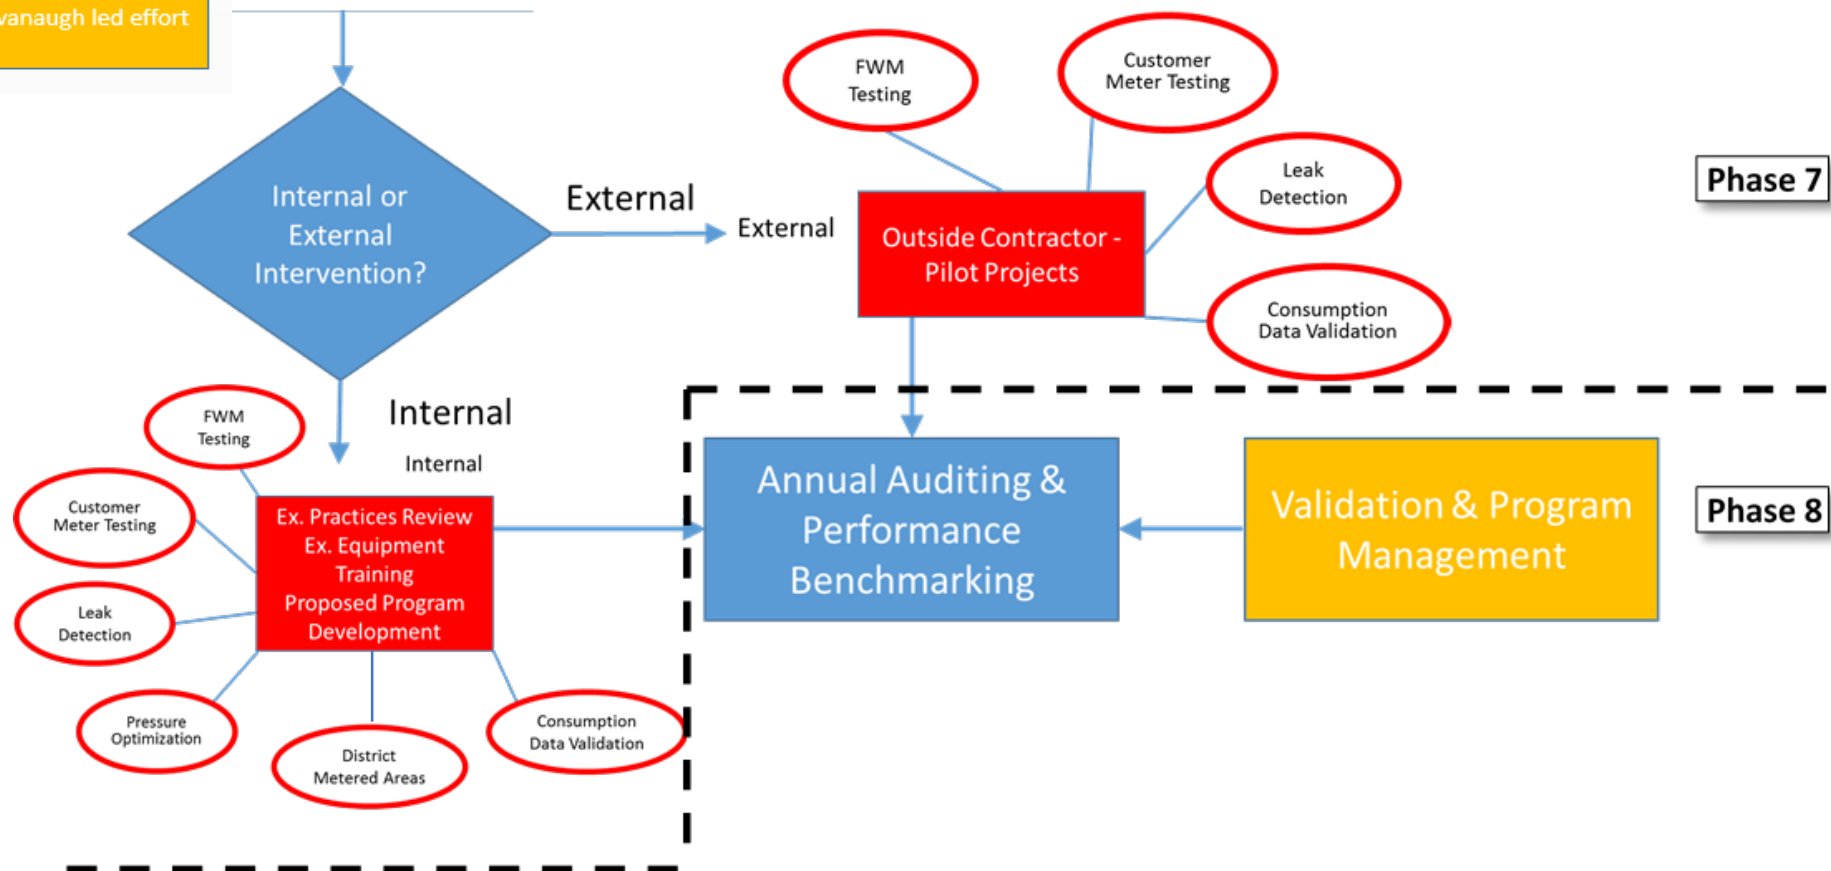 led effort
FWM
Testing
Customer
Meter Testing
Leak
Detection
Phase 7
Internal or
External
Intervention?
External
External
Outside Contractor -
Pilot Projects
Consumption
Data Validation
Internal
Internal
FWM
Testing
Customer
Meter Testing
Ex. Practices Review
Ex. Equipment
Training
Proposed Program
Development
Leak
Detection
Pressure
Optimization
District
Metered Areas
Consumption
Data Validation
Annual Auditing &
Performance
Benchmarking
Validation & Program
Management
Phase 8